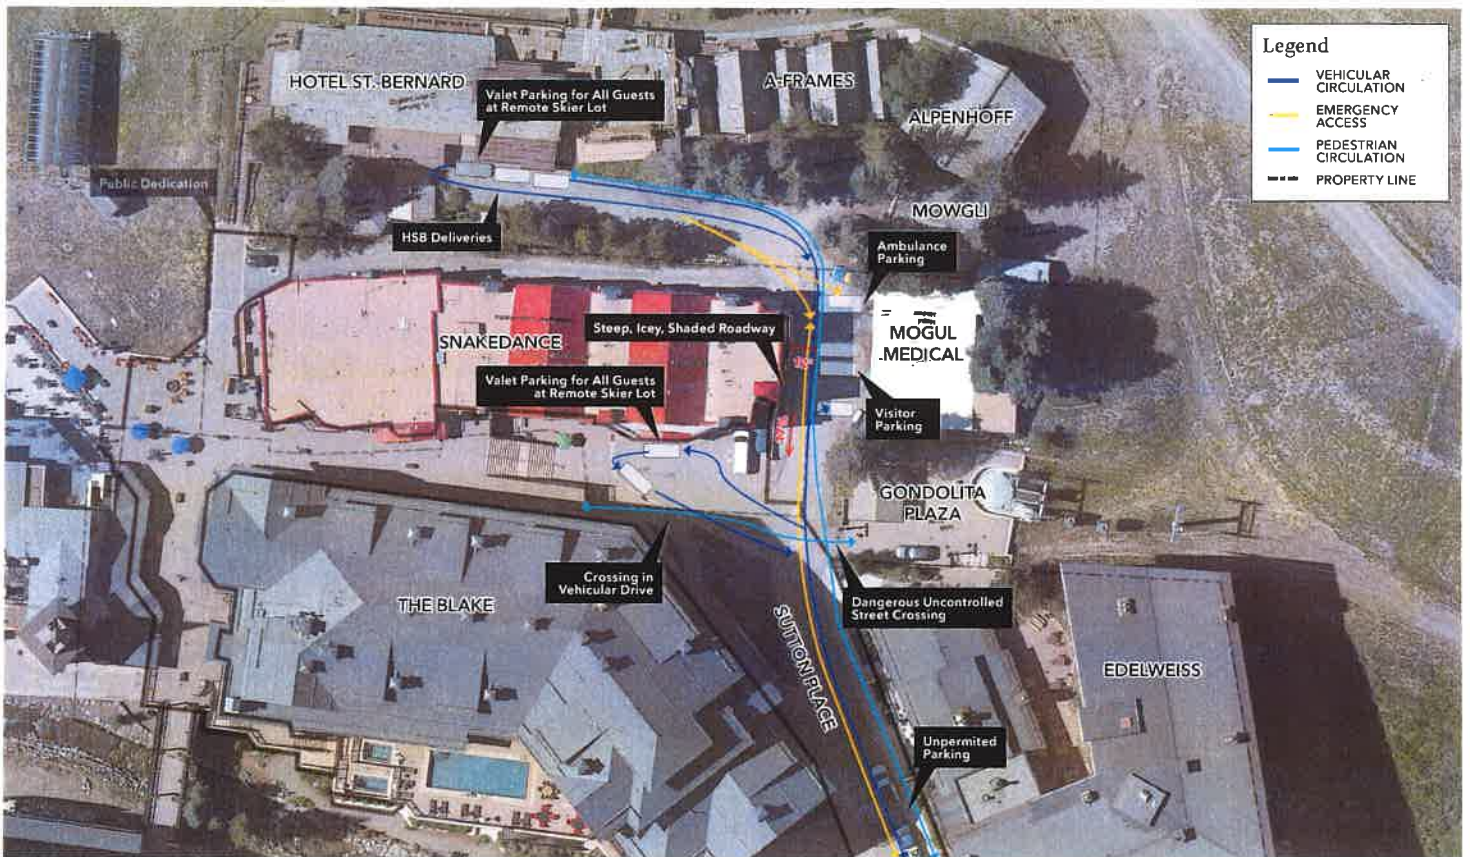 Legend
VEHICULAR
CIRCULATION
EMERGENCY
ACCESS
PEDESTRIAN
CIRCULATION
PROPERTY LINE
HOTEL ST. BERNARD
Valet Parking for All Guests
at Remote Skier Lot
A-FRAMES
ALPENHOFF
Public Dedication
HSB Deliveries
MOWGLI
Ambulance
Parking
SNAKEDANCE
Steep, Icey, Shaded Roadway
MOGUL
MEDICAL
Valet Parking for All Guests
at Remote Skier Lot
Visitor
Parking
GONDOLITA
PLAZA
Crossing in
Vehicular Drive
THE BLAKE
Dangerous Uncontrolled
Street Crossing
SUTTON PLACE
EDELWEISS
Unpermited
Parking